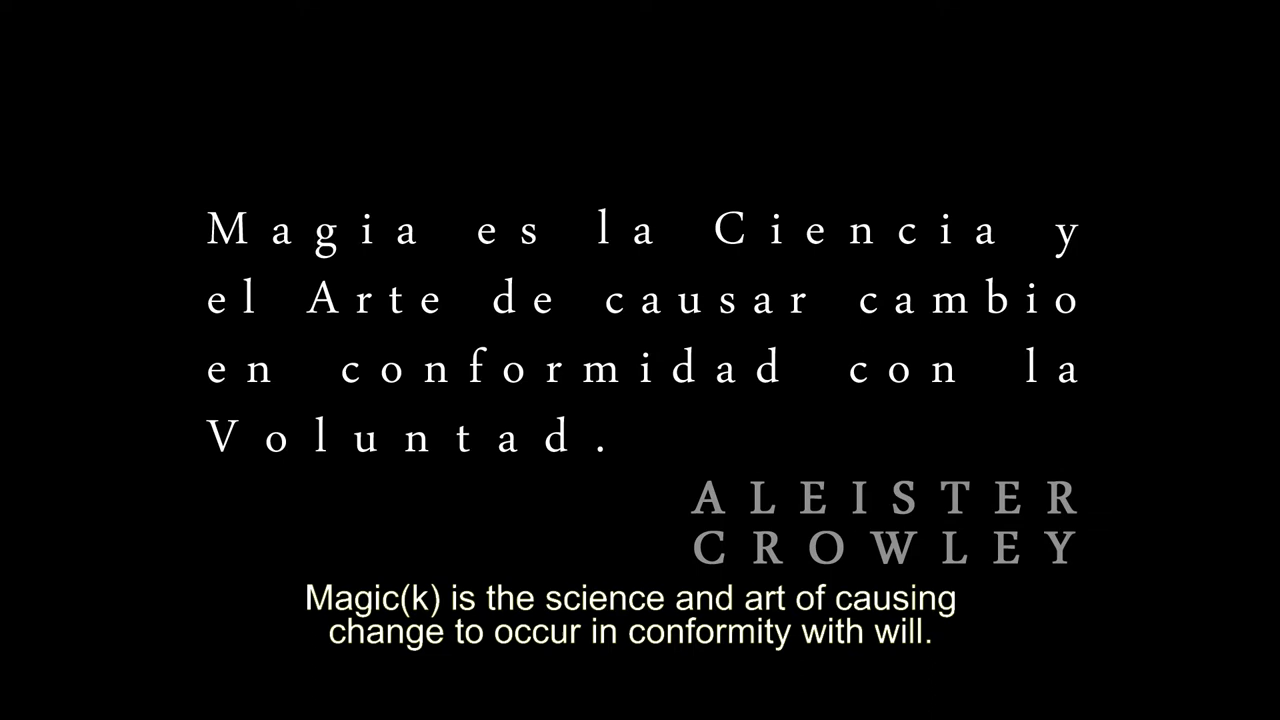 Magia es la Ciencia y
el Arte de causar cambio
en conformidad con la
Voluntad.
ALEISTER
CROWLEY
Magic(k) is the science and art of causing
change to occur in conformity with will.